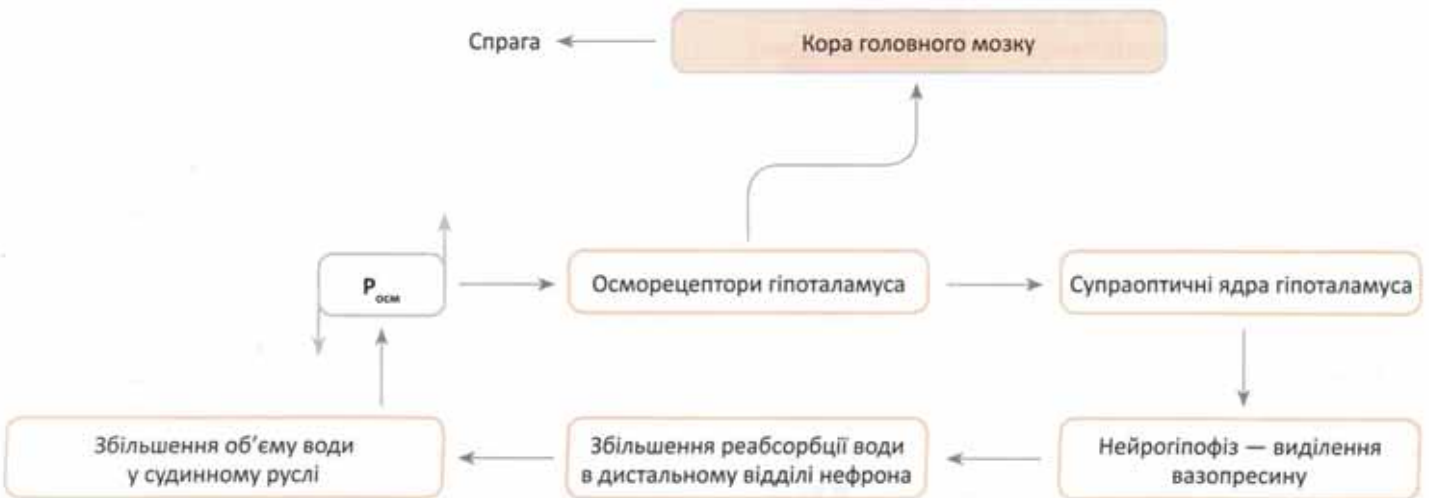 Спрага
Кора головного мозку
Pосм
Осморецептори гіпоталамуса
Супраоптичні ядра гіпоталамуса
Збільшення об’єму води
у судинному руслі
Збільшення реабсорбції води
в дистальному відділі нефрона
Нейрогіпофіз — виділення
вазопресину